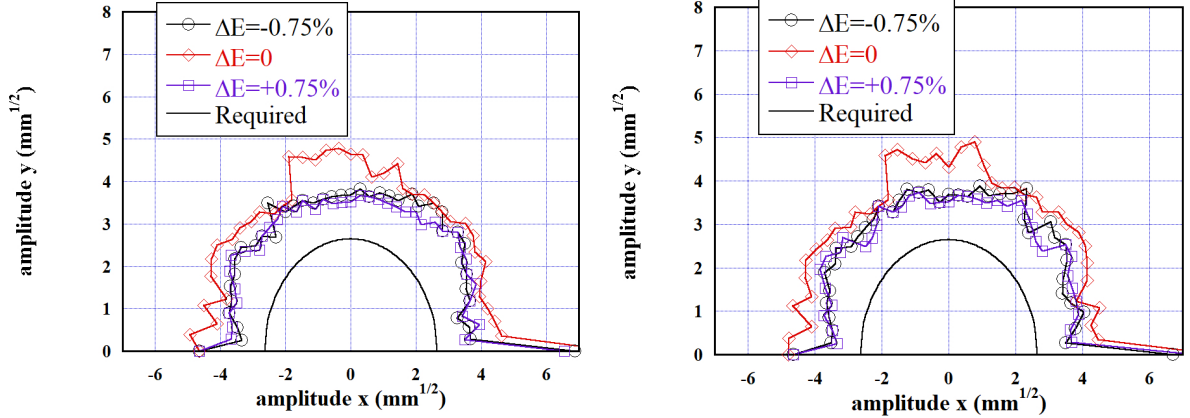 8
7
6
5
4
3
2
1
0
amplitude y (mm^1/2)
ΔE=-0.75%
ΔE=0
ΔE=+0.75%
Required
-6 -4 -2 0 2 4 6
amplitude x (mm^1/2)
8
7
6
5
4
3
2
1
0
amplitude y (mm^1/2)
ΔE=-0.75%
ΔE=0
ΔE=+0.75%
Required
-6 -4 -2 0 2 4 6
amplitude x (mm^1/2)